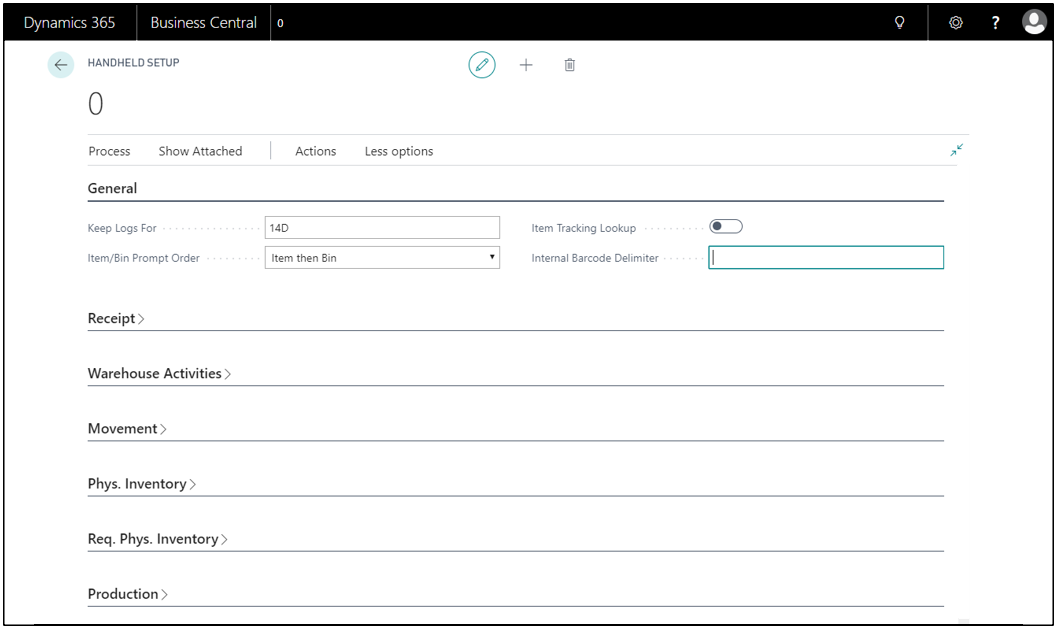 Dynamics 365 Business Central 0 ?
HANDHELD SETUP
0
Process Show Attached Actions Less options
General
Keep Logs For 14D Item Tracking Lookup
Item/Bin Prompt Order Item then Bin Internal Barcode Delimiter
Receipt
Warehouse Activities
Movement
Phys. Inventory
Req. Phys. Inventory
Production